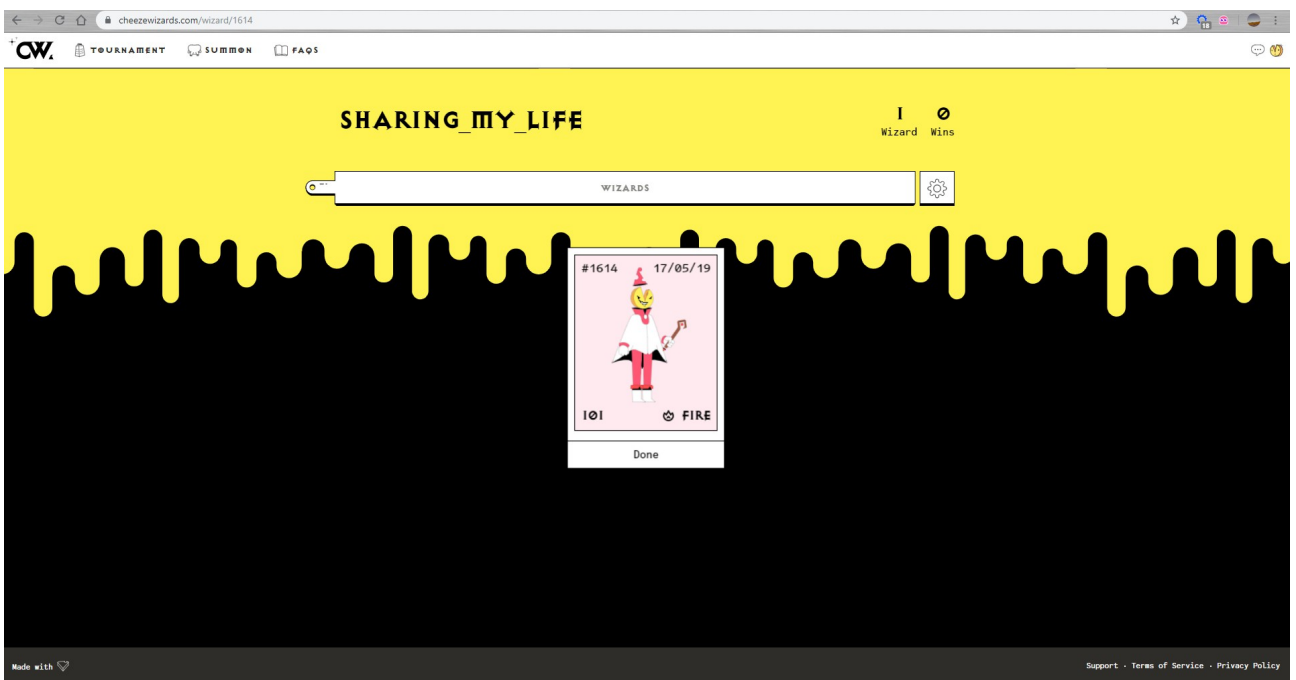 cheezewizards.com/wizard/1614
CW. TOURNAMENT SUMMON FAQS
SHARING_MY_LIFE
1 0
Wizard Wins
WIZARDS
#1614 17/05/19
101 FIRE
Done
Made with
Support · Terms of Service · Privacy Policy